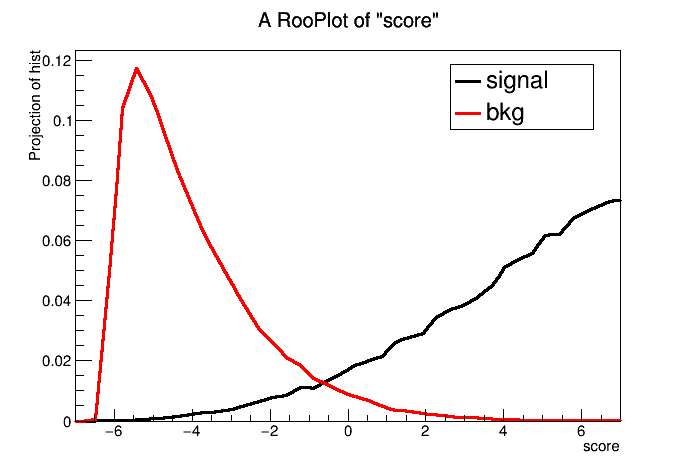 A RooPlot of "score"
Projection of hist
0.12
0.1
0.08
0.06
0.04
0.02
0
signal
bkg
−6 −4 −2 0 2 4 6
score